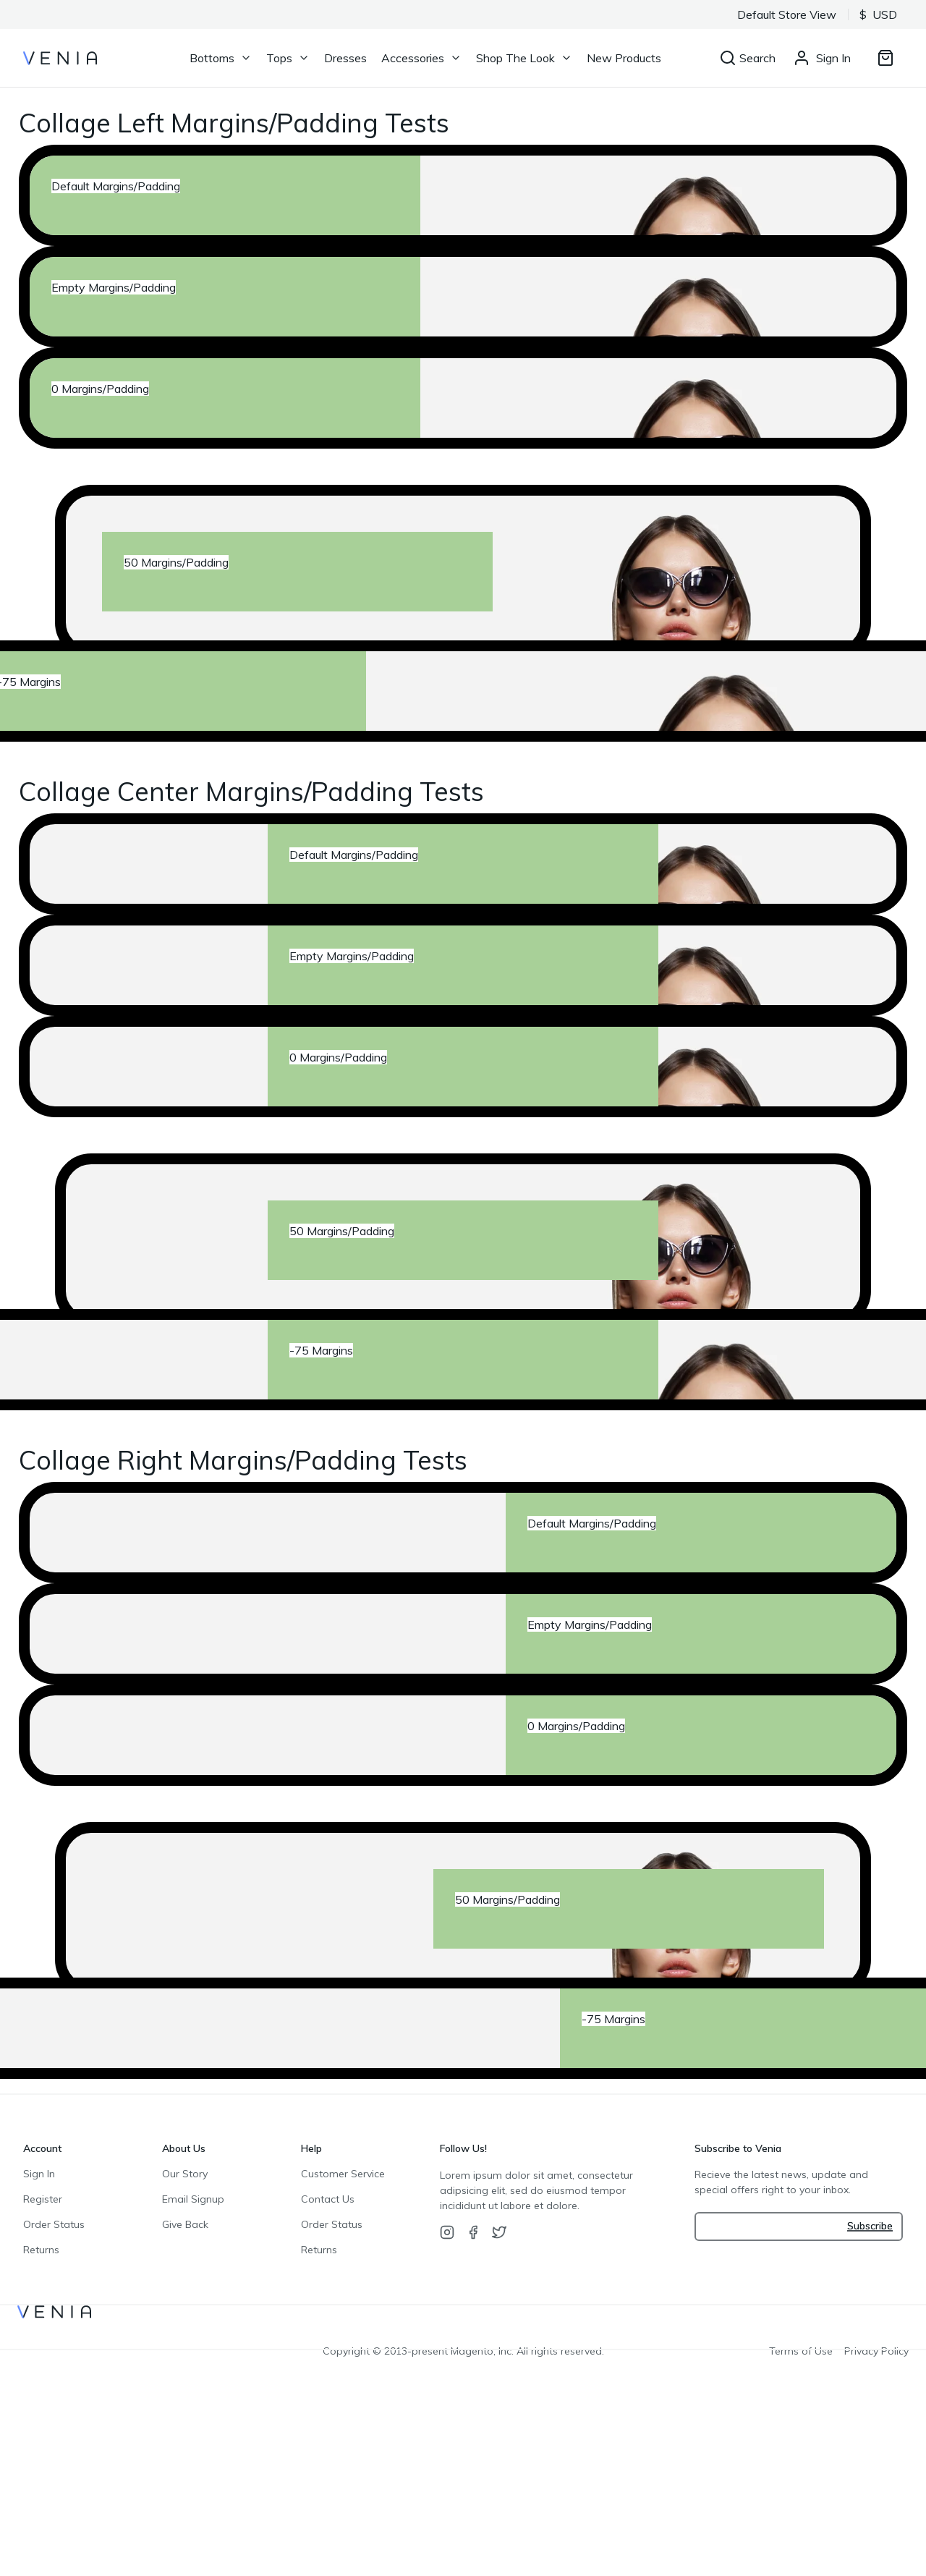 Default Store View
$ USD
VENIA
Bottoms
Tops
Dresses
Accessories
Shop The Look
New Products
Search
Sign In
Collage Left Margins/Padding Tests
Default Margins/Padding
Empty Margins/Padding
0 Margins/Padding
50 Margins/Padding
-75 Margins
Collage Center Margins/Padding Tests
Default Margins/Padding
Empty Margins/Padding
0 Margins/Padding
50 Margins/Padding
-75 Margins
Collage Right Margins/Padding Tests
Default Margins/Padding
Empty Margins/Padding
0 Margins/Padding
50 Margins/Padding
-75 Margins
Account
Sign In
Register
Order Status
Returns
About Us
Our Story
Email Signup
Give Back
Help
Customer Service
Contact Us
Order Status
Returns
Follow Us!
Lorem ipsum dolor sit amet, consectetur
adipsicing elit, sed do eiusmod tempor
incididunt ut labore et dolore.
Subscribe to Venia
Recieve the latest news, update and
special offers right to your inbox.
Subscribe
VENIA
Copyright © 2013-present Magento, Inc. All rights reserved.
Terms of Use
Privacy Policy